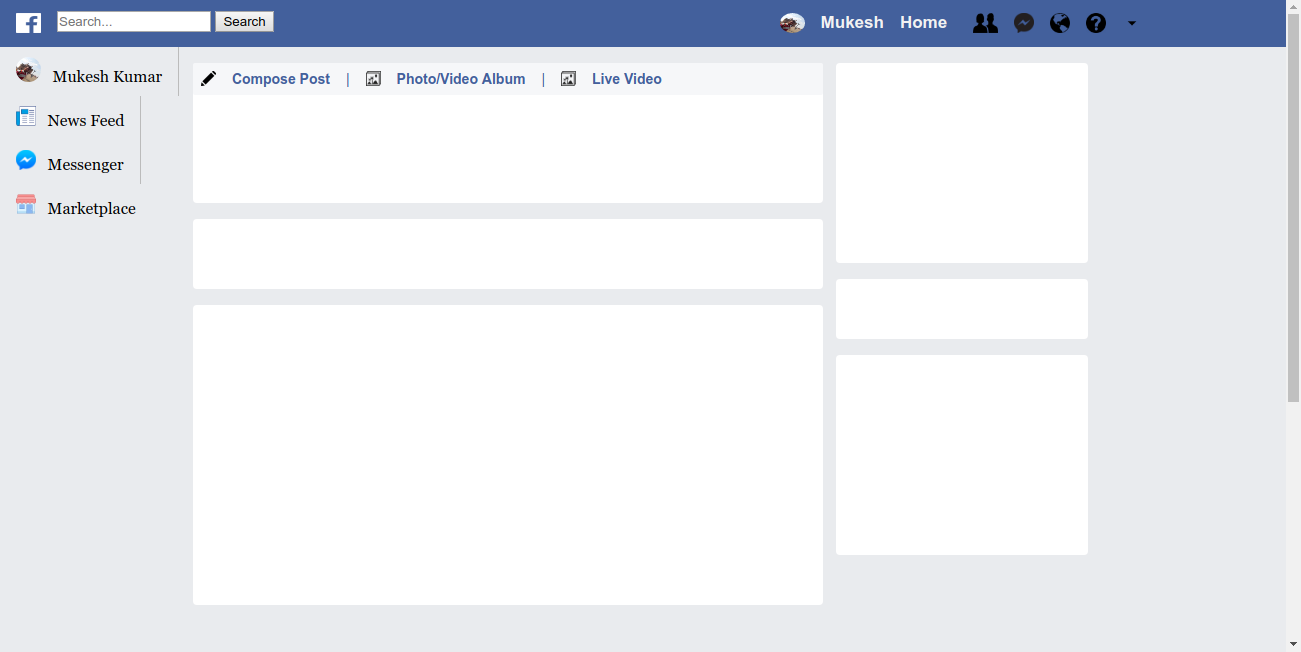 Search... Search Mukesh Home
Mukesh Kumar
News Feed
Messenger
Marketplace
Compose Post | Photo/Video Album | Live Video